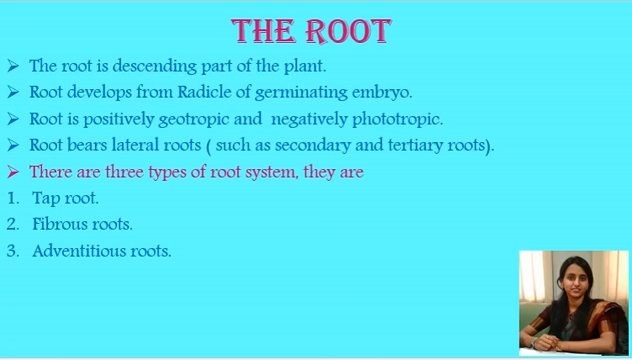 THE ROOT
➢ The root is descending part of the plant.
➢ Root develops from Radicle of germinating embryo.
➢ Root is positively geotropic and negatively phototropic.
➢ Root bears lateral roots ( such as secondary and tertiary roots).
➢ There are three types of root system, they are
1. Tap root.
2. Fibrous roots.
3. Adventitious roots.